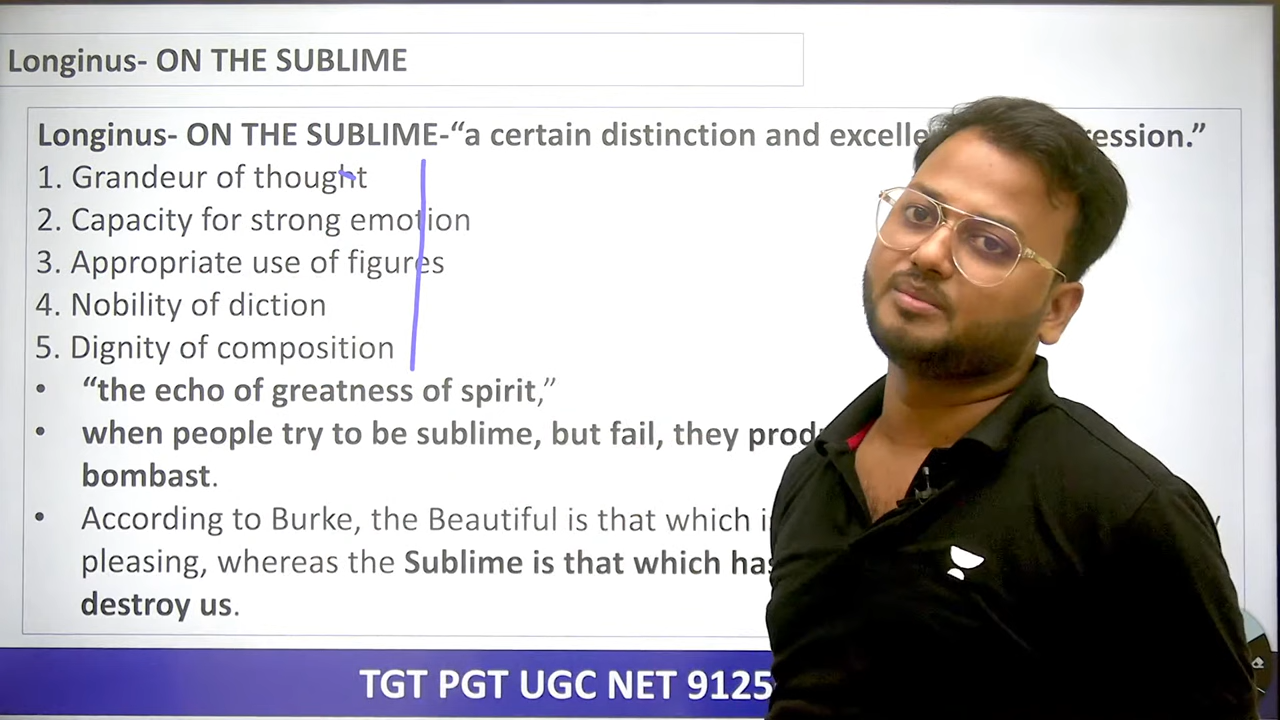 Longinus- ON THE SUBLIME
Longinus- ON THE SUBLIME-“a certain distinction and excelle ression.”
1. Grandeur of thought
2. Capacity for strong emotion
3. Appropriate use of figures
4. Nobility of diction
5. Dignity of composition
• “the echo of greatness of spirit,”
• when people try to be sublime, but fail, they prod
bombast.
• According to Burke, the Beautiful is that which i y
pleasing, whereas the Sublime is that which has
destroy us.
TGT PGT UGC NET 9125